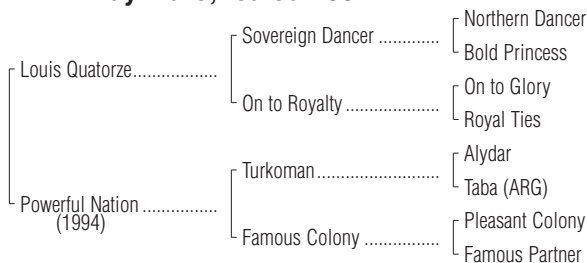 Northern Dancer
Sovereign Dancer ............
Bold Princess
Louis Quatorze.................
On to Glory
On to Royalty ...................
Royal Ties
Alydar
Turkoman.........................
Taba (ARG)
Powerful Nation ...............
(1994)
Pleasant Colony
Famous Colony ...............
Famous Partner